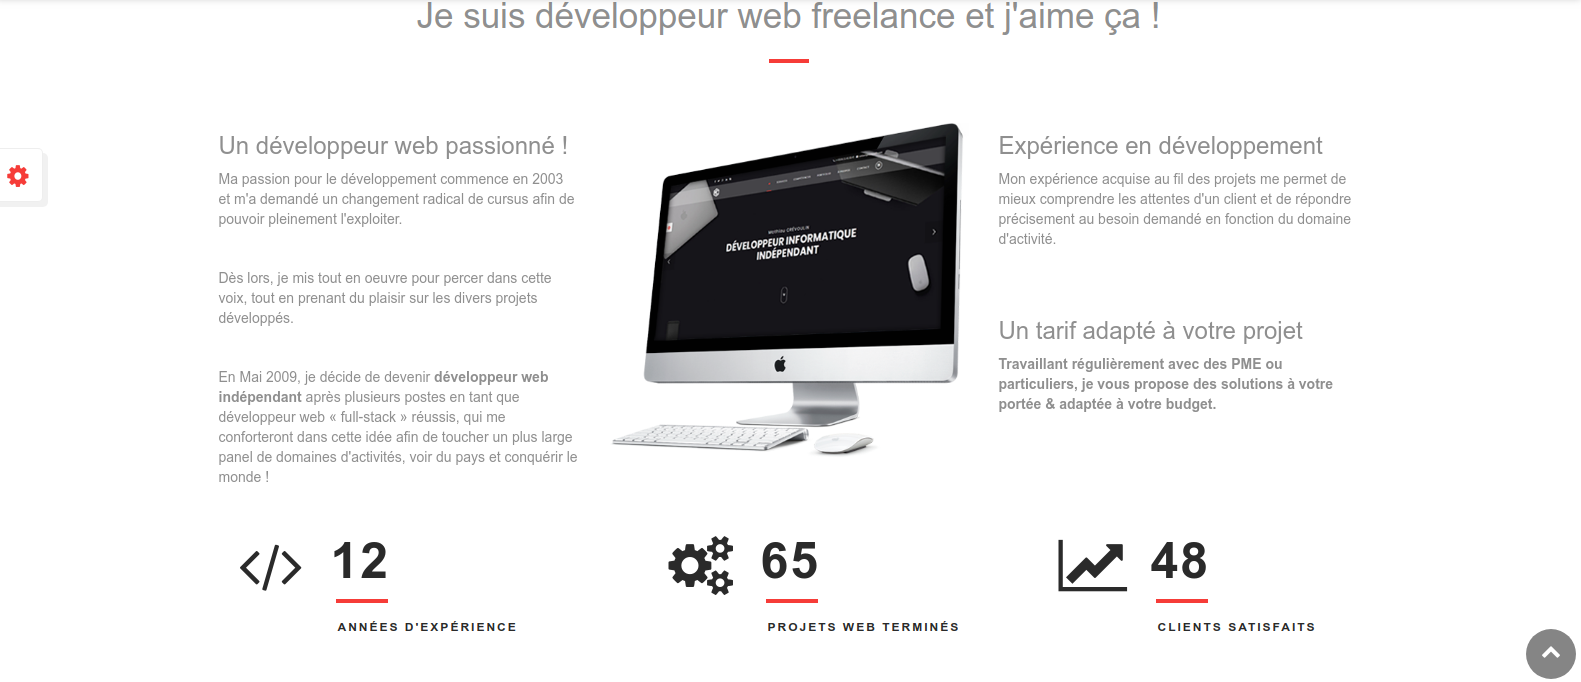 Je suis développeur web freelance et j'aime ça !
Un développeur web passionné !
Ma passion pour le développement commence en 2003
et m'a demandé un changement radical de cursus afin de
pouvoir pleinement l'exploiter.
Dès lors, je mis tout en oeuvre pour percer dans cette
voix, tout en prenant du plaisir sur les divers projets
développés.
En Mai 2009, je décide de devenir développeur web
indépendant après plusieurs postes en tant que
développeur web « full-stack » réussis, qui me
conforteront dans cette idée afin de toucher un plus large
panel de domaines d'activités, voir du pays et conquérir le
monde !
MATTHIEU CRÉVOULIN
DÉVELOPPEUR INFORMATIQUE
INDÉPENDANT
Expérience en développement
Mon expérience acquise au fil des projets me permet de
mieux comprendre les attentes d'un client et de répondre
précisement au besoin demandé en fonction du domaine
d'activité.
Un tarif adapté à votre projet
Travaillant régulièrement avec des PME ou
particuliers, je vous propose des solutions à votre
portée & adaptée à votre budget.
12
ANNÉES D'EXPÉRIENCE
65
PROJETS WEB TERMINÉS
48
CLIENTS SATISFAITS